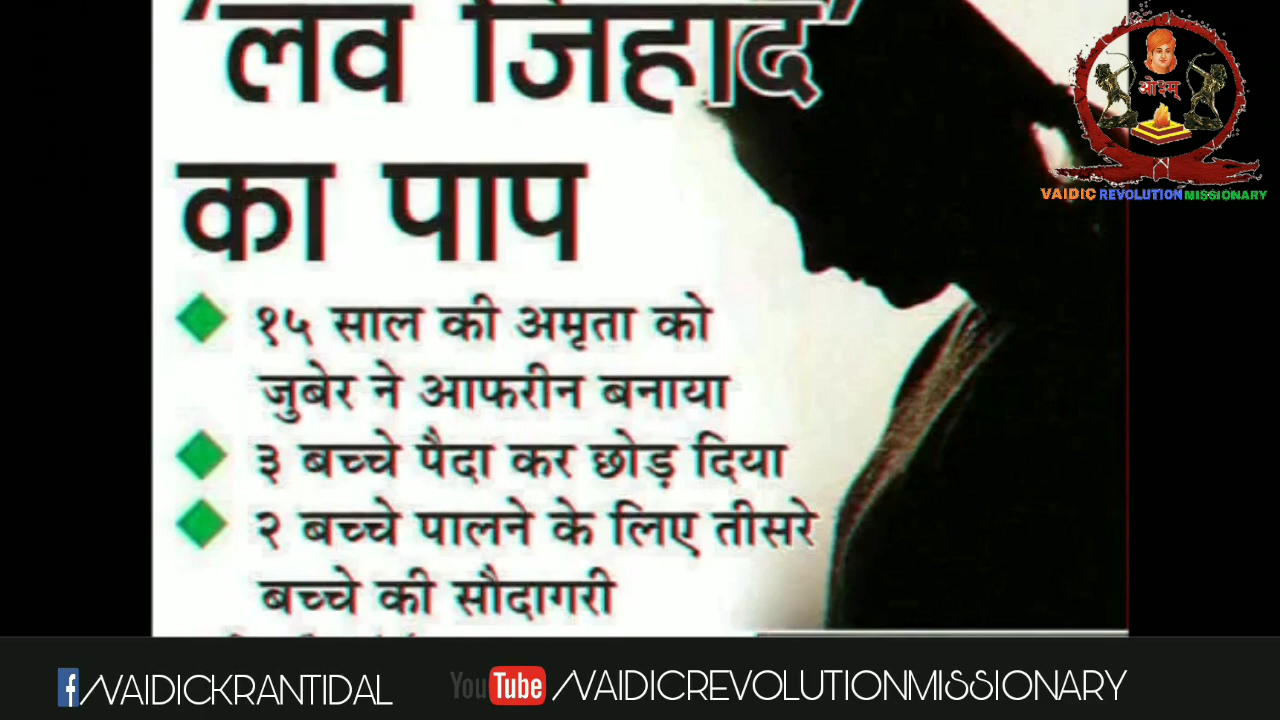 'लव जिहाद'
का पाप
१५ साल की अमृता को
जुबेर ने आफरीन बनाया
३ बच्चे पैदा कर छोड़ दिया
२ बच्चे पालने के लिए तीसरे
बच्चे की सौदागरी
ओ३म्
VAIDIC REVOLUTION MISSIONARY
f/VAIDICKRANTIDAL
YouTube /VAIDICREVOLUTIONMISSIONARY